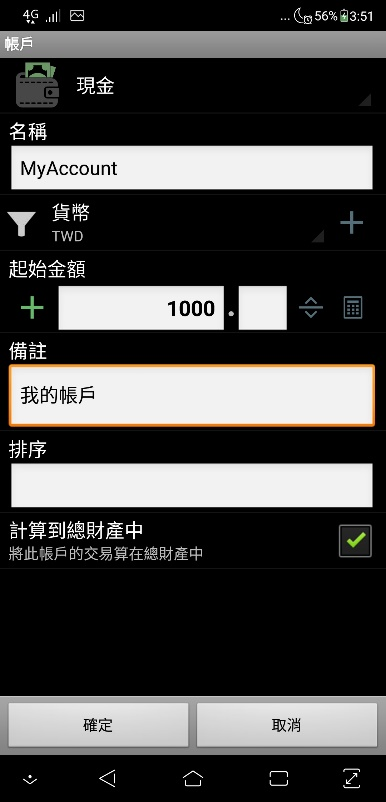 4G ... 56% 3:51
帳戶
現金
名稱
MyAccount
貨幣
TWD
起始金額
1000 .
備註
我的帳戶
排序
計算到總財產中
將此帳戶的交易算在總財產中
確定 取消